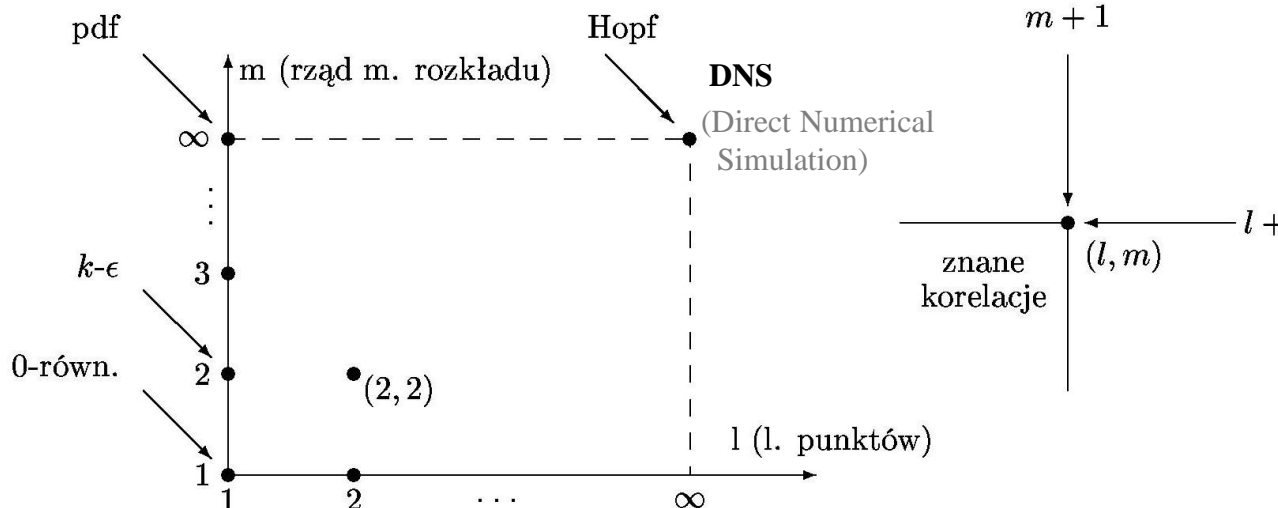 pdf
Hopf
m + 1
m (rząd m. rozkładu)
DNS
(Direct Numerical
Simulation)
∞
⋮
k-ϵ
3
l +
(l, m)
znane
korelacje
0-równ.
2
(2, 2)
l (l. punktów)
1
1
2
· · ·
∞